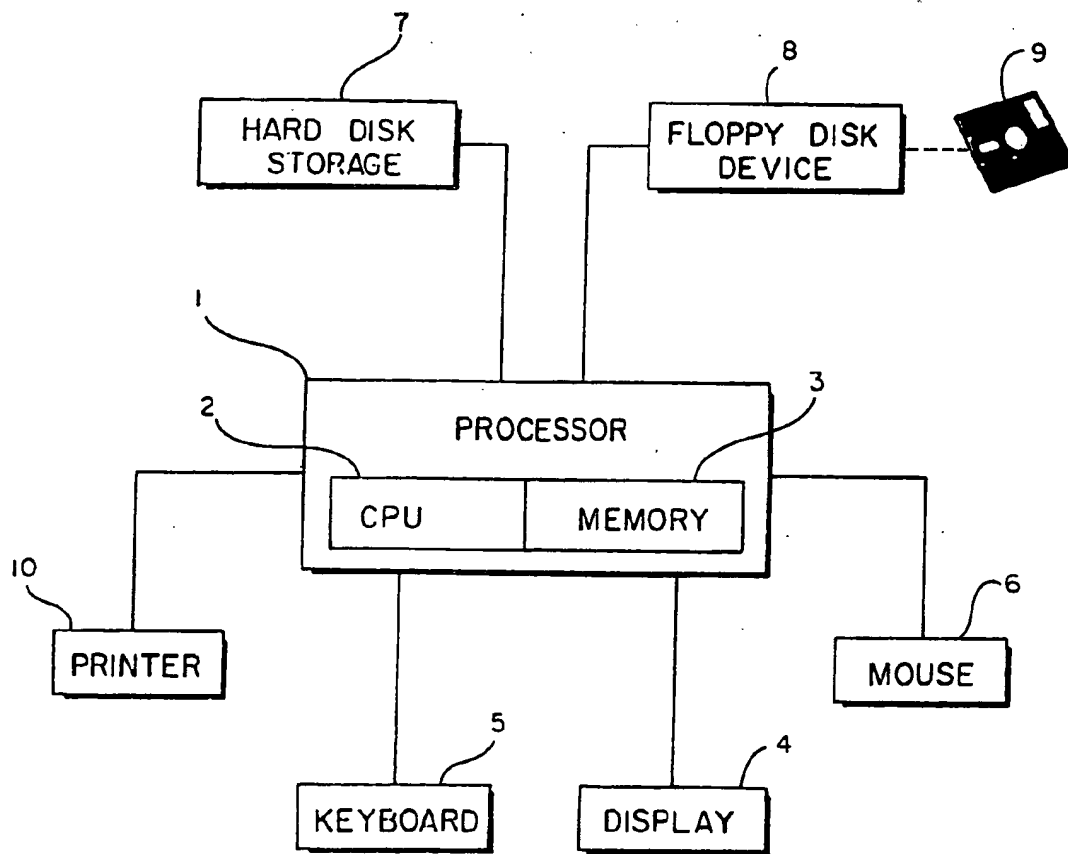 7
8
9
HARD DISK
STORAGE
FLOPPY DISK
DEVICE
1
2
3
PROCESSOR
CPU
MEMORY
10
6
PRINTER
MOUSE
5
4
KEYBOARD
DISPLAY